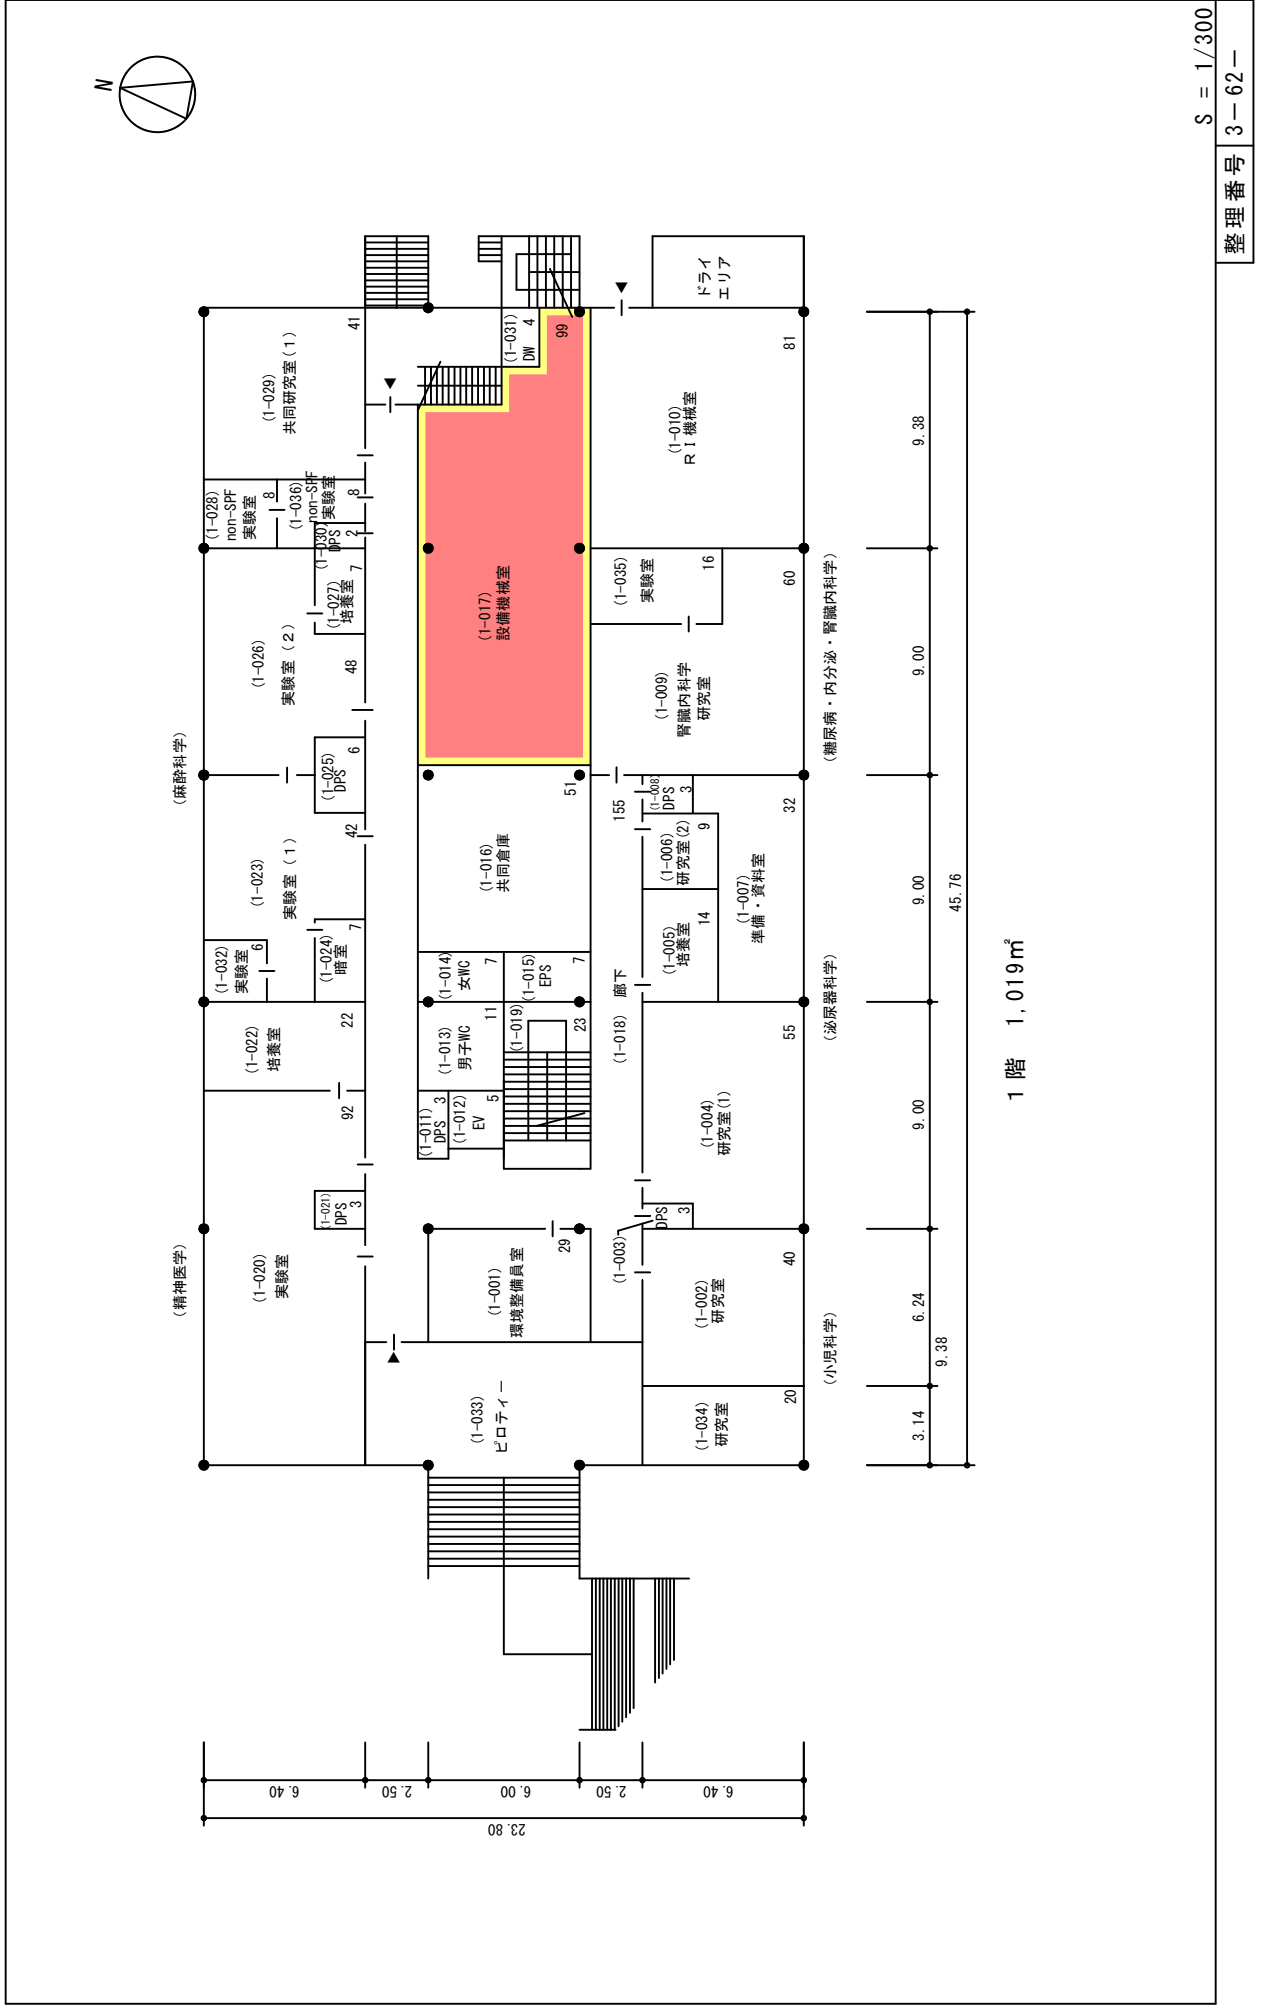 N
S = 1/300
整理番号 3－62－
(麻酔科学)
(精神医学)
(1-029)
共同研究室(1)
41
(1-028)
non-SPF
実験室
8
(1-036)
non-SPF
実験室
8
(1-030)
DPS
2
(1-027)
培養室
7
(1-026)
実験室(2)
48
(1-025)
DPS
6
(1-023)
実験室(1)
42
(1-024)
暗室
7
(1-032)
実験室
6
(1-022)
培養室
22
92
(1-021)
DPS
3
(1-020)
実験室
(1-031)
DW
4
99
(1-017)
設備機械室
(1-016)
共同倉庫
51
(1-014)
女WC
7
(1-015)
EPS
7
(1-013)
男子WC
11
(1-019)
23
(1-011)
DPS
3
(1-012)
EV
5
(1-001)
環境整備員室
29
(1-033)
ピロティー
ドライ
エリア
(1-010)
RI機械室
81
(1-035)
実験室
16
(1-009)
腎臓内科学
研究室
60
(1-008)
DPS
3
155
(1-006)
研究室(2)
9
(1-007)
準備・資料室
32
(1-005)
培養室
14
(1-018) 廊下
(1-004)
研究室(1)
55
(1-003)
DPS
3
(1-002)
研究室
40
(1-034)
研究室
20
(糖尿病・内分泌・腎臓内科学)
(泌尿器科学)
(小児科学)
9.38
9.00
9.00
9.00
6.24
3.14
9.38
45.76
1階 1,019㎡
6.40
2.50
6.00
2.50
6.40
23.80